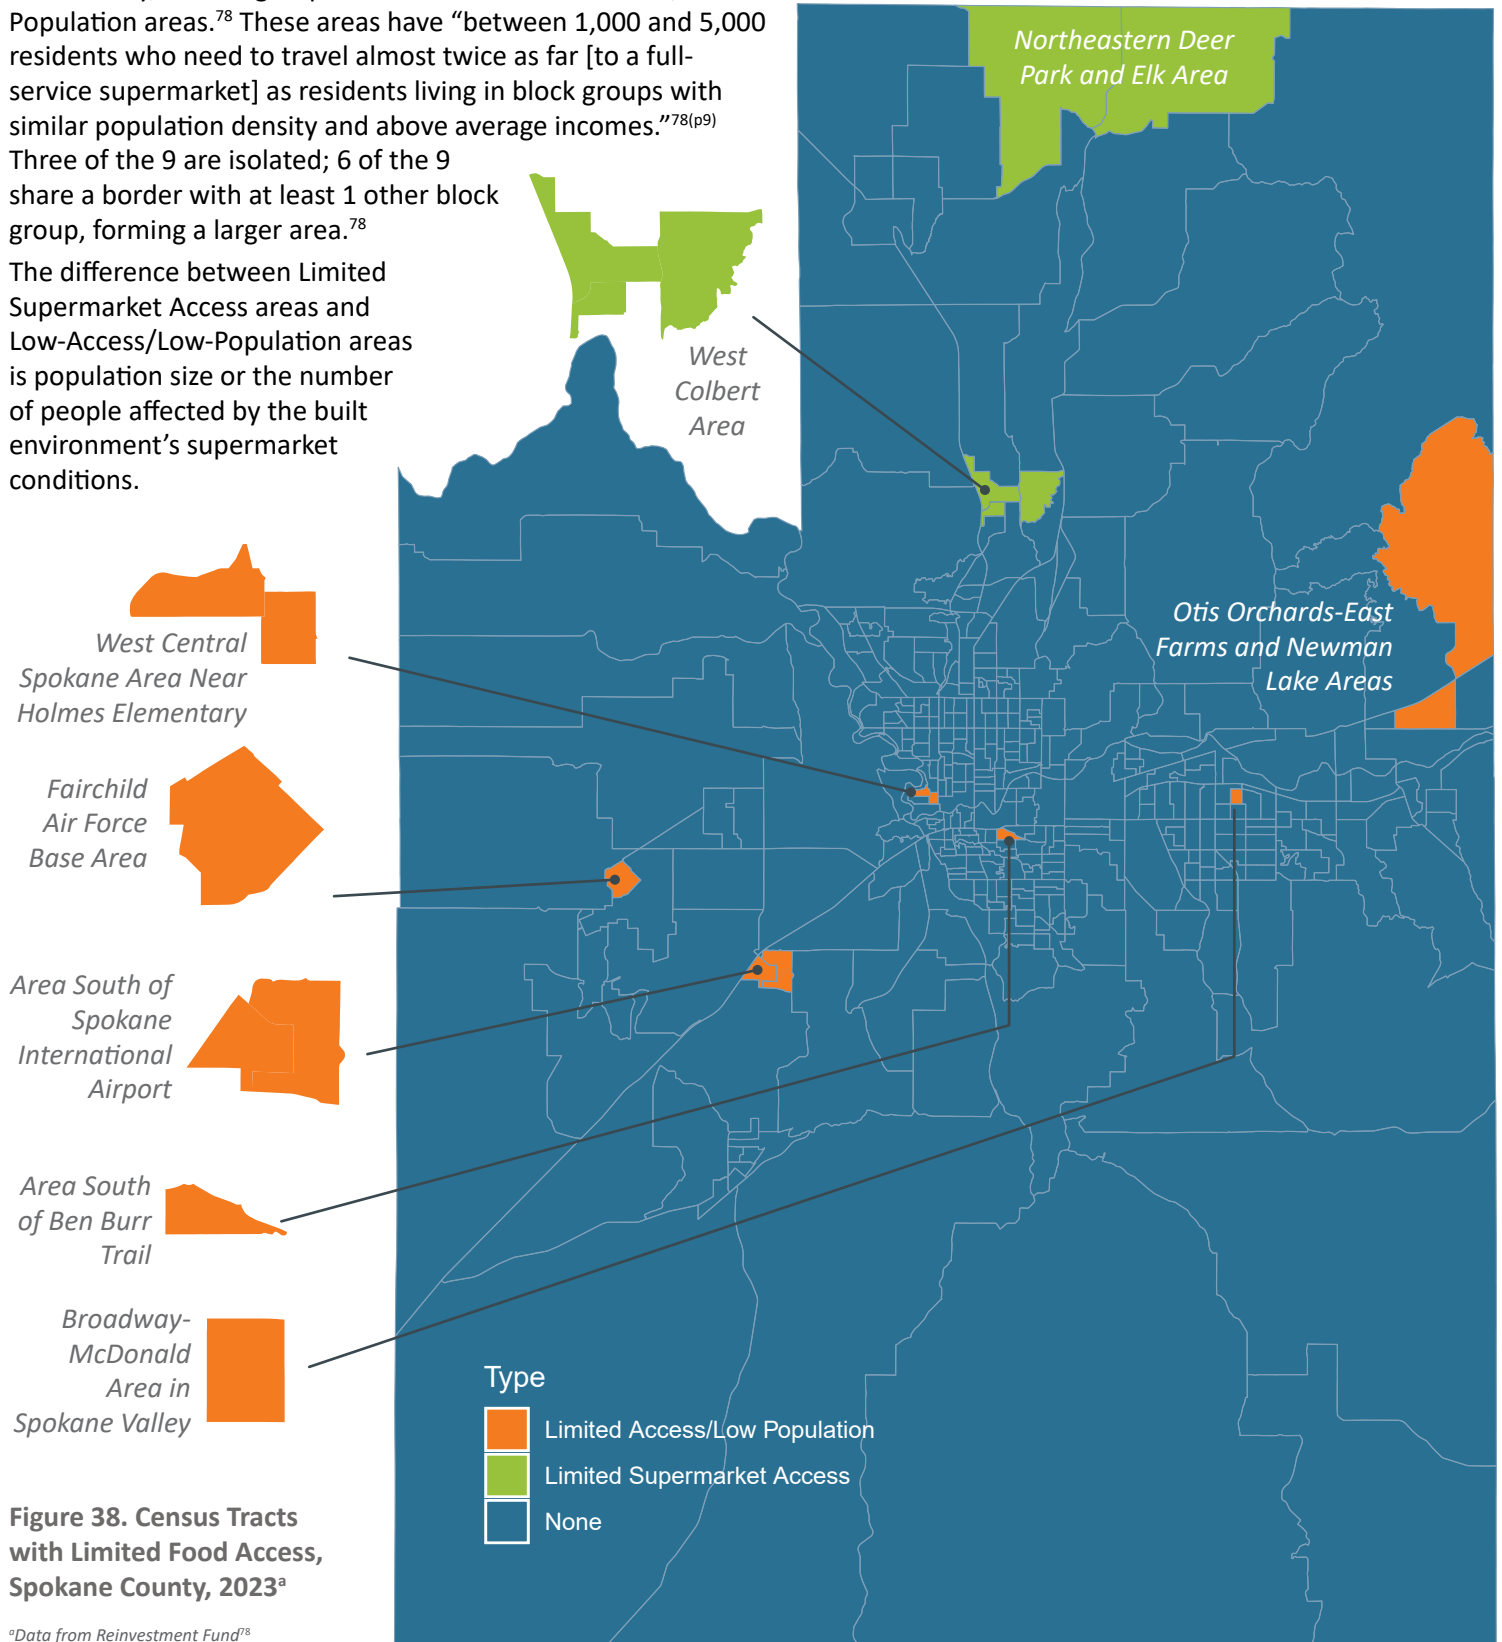 Population areas.78 These areas have “between 1,000 and 5,000
residents who need to travel almost twice as far [to a full-
service supermarket] as residents living in block groups with
similar population density and above average incomes.”78(p9)
Three of the 9 are isolated; 6 of the 9
share a border with at least 1 other block
group, forming a larger area.78
The difference between Limited
Supermarket Access areas and
Low-Access/Low-Population areas
is population size or the number
of people affected by the built
environment’s supermarket
conditions.
Northeastern Deer
Park and Elk Area
West
Colbert
Area
Otis Orchards-East
Farms and Newman
Lake Areas
West Central
Spokane Area Near
Holmes Elementary
Fairchild
Air Force
Base Area
Area South of
Spokane
International
Airport
Area South
of Ben Burr
Trail
Broadway-
McDonald
Area in
Spokane Valley
Type
Limited Access/Low Population
Limited Supermarket Access
None
Figure 38. Census Tracts
with Limited Food Access,
Spokane County, 2023a
aData from Reinvestment Fund78